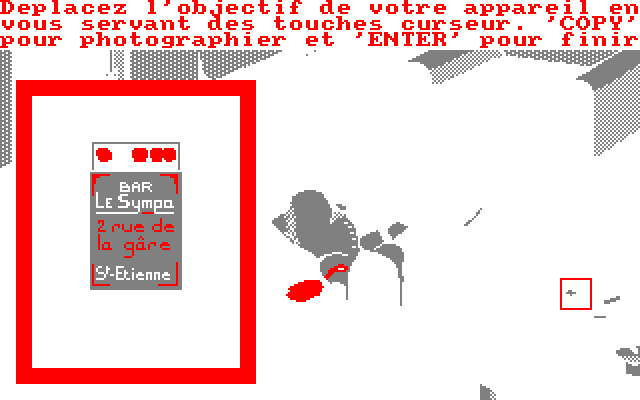 Deplacez l'objectif de votre appareil en
vous servant des touches curseur. 'COPY'
pour photographier et 'ENTER' pour finir
BAR
LE Sympa
2 rue de
la gâre
St-Etienne